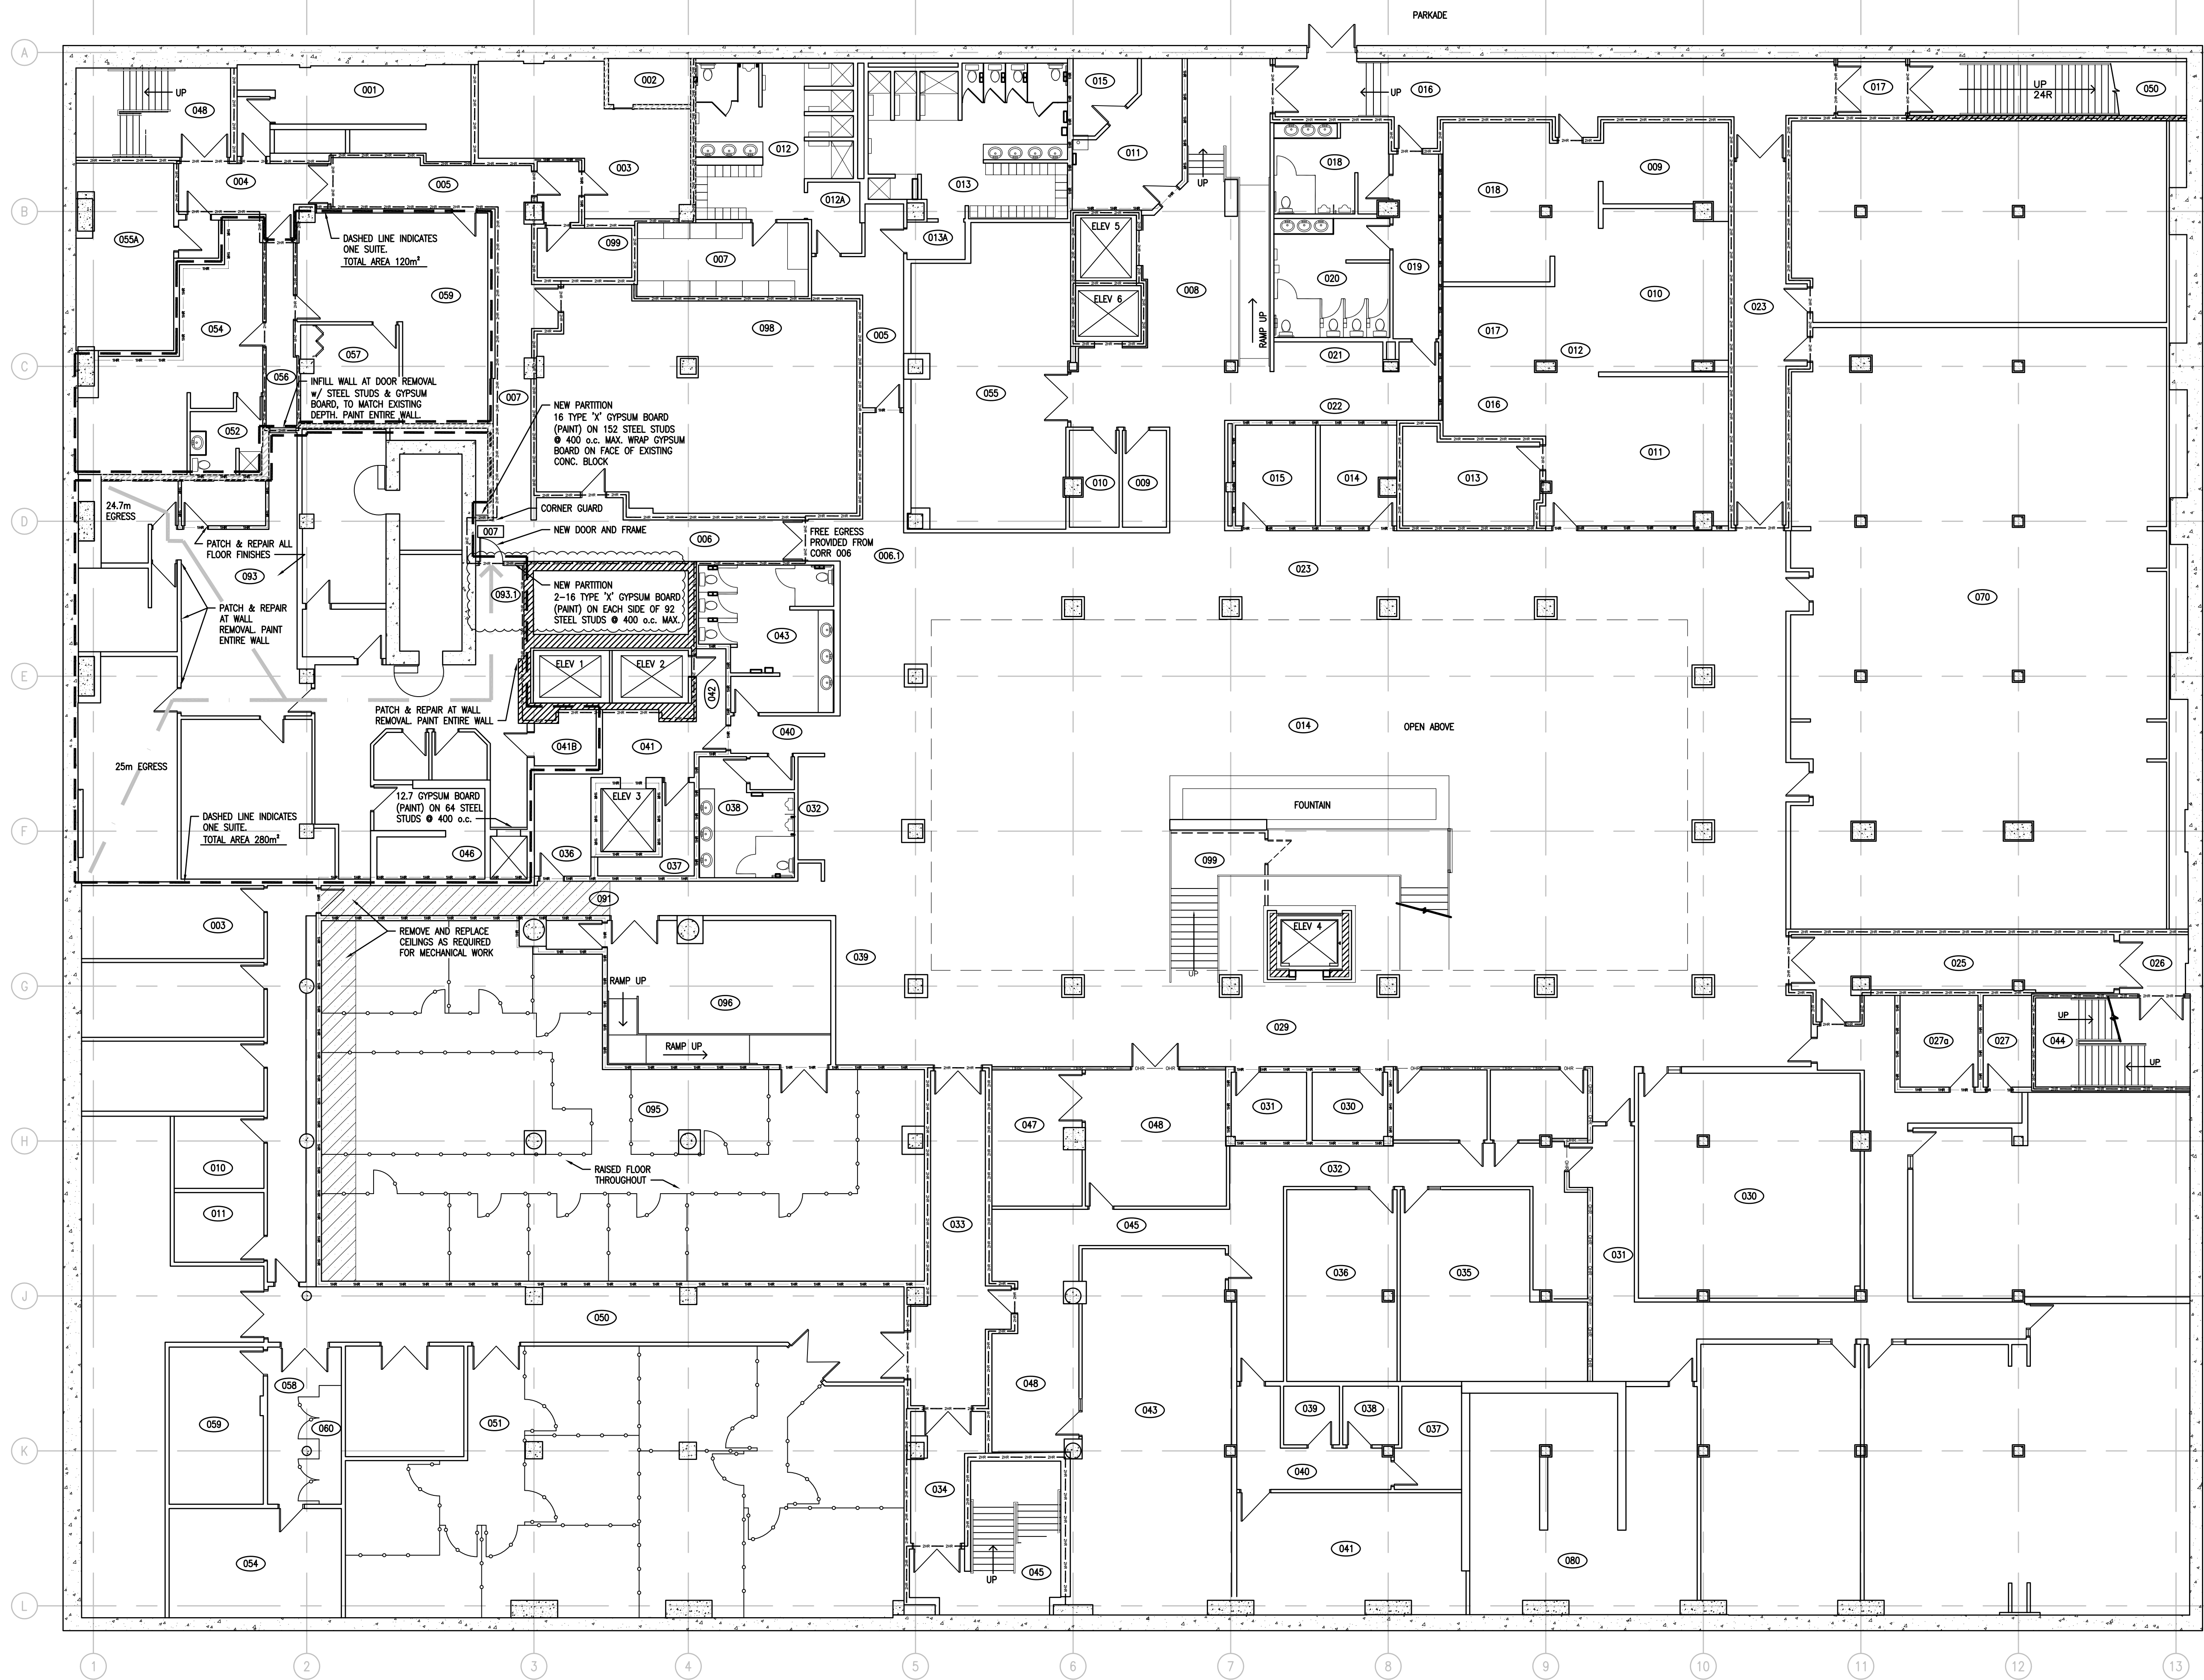 PARKADE
A
UP
048
001
002
015
UP
016
017
UP
24R
050
004
005
003
012
012A
013
011
UP
018
018
009
B
055A
DASHED LINE INDICATES
ONE SUITE.
TOTAL AREA 120m²
099
007
013A
ELEV 5
ELEV 6
008
RAMP UP
020
019
010
023
054
059
057
098
005
017
012
021
C
056
INFILL WALL AT DOOR REMOVAL
w/ STEEL STUDS & GYPSUM
BOARD, TO MATCH EXISTING
DEPTH. PAINT ENTIRE WALL.
007
NEW PARTITION
16 TYPE 'X' GYPSUM BOARD
(PAINT) ON 152 STEEL STUDS
@ 400 o.c. MAX. WRAP GYPSUM
BOARD ON FACE OF EXISTING
CONC. BLOCK
055
022
016
052
010
009
015
014
013
011
24.7m
EGRESS
D
CORNER GUARD
007
NEW DOOR AND FRAME
006
FREE EGRESS
PROVIDED FROM
CORR 006
006.1
023
PATCH & REPAIR ALL
FLOOR FINISHES
093
093.1
NEW PARTITION
2-16 TYPE 'X' GYPSUM BOARD
(PAINT) ON EACH SIDE OF 92
STEEL STUDS @ 400 o.c. MAX.
070
PATCH & REPAIR
AT WALL
REMOVAL. PAINT
ENTIRE WALL
043
E
ELEV 1
ELEV 2
042
PATCH & REPAIR AT WALL
REMOVAL. PAINT ENTIRE WALL
041B
041
040
014
OPEN ABOVE
25m EGRESS
12.7 GYPSUM BOARD
(PAINT) ON 64 STEEL
STUDS @ 400 o.c.
ELEV 3
038
032
FOUNTAIN
DASHED LINE INDICATES
ONE SUITE.
TOTAL AREA 280m²
F
046
036
037
099
091
003
REMOVE AND REPLACE
CEILINGS AS REQUIRED
FOR MECHANICAL WORK
ELEV 4
039
UP
025
026
G
RAMP UP
096
029
RAMP UP
UP
027a
027
044
UP
095
031
030
047
048
H
010
RAISED FLOOR
THROUGHOUT
032
030
011
033
045
031
036
035
J
050
058
059
060
051
048
043
039
038
037
K
034
040
054
UP
045
041
080
L
1
2
3
4
5
6
7
8
9
10
11
12
13